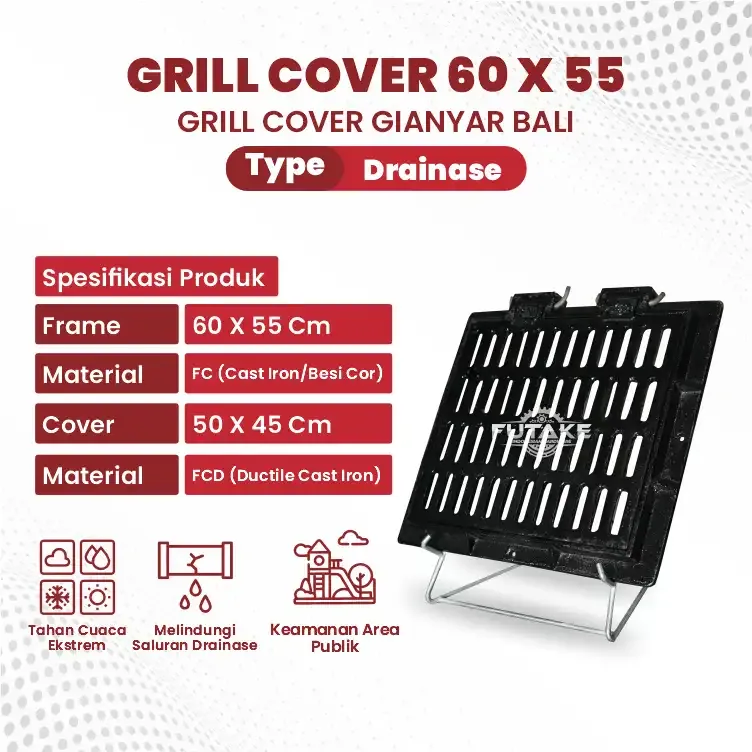 GRILL COVER 60 X 55
GRILL COVER GIANYAR BALI
Type Drainase
Spesifikasi Produk
Frame 60 X 55 Cm
Material FC (Cast Iron/Besi Cor)
Cover 50 X 45 Cm
Material FCD (Ductile Cast Iron)
FUTAKE
Tahan Cuaca
Ekstrem
Melindungi
Saluran Drainase
Keamanan Area
Publik